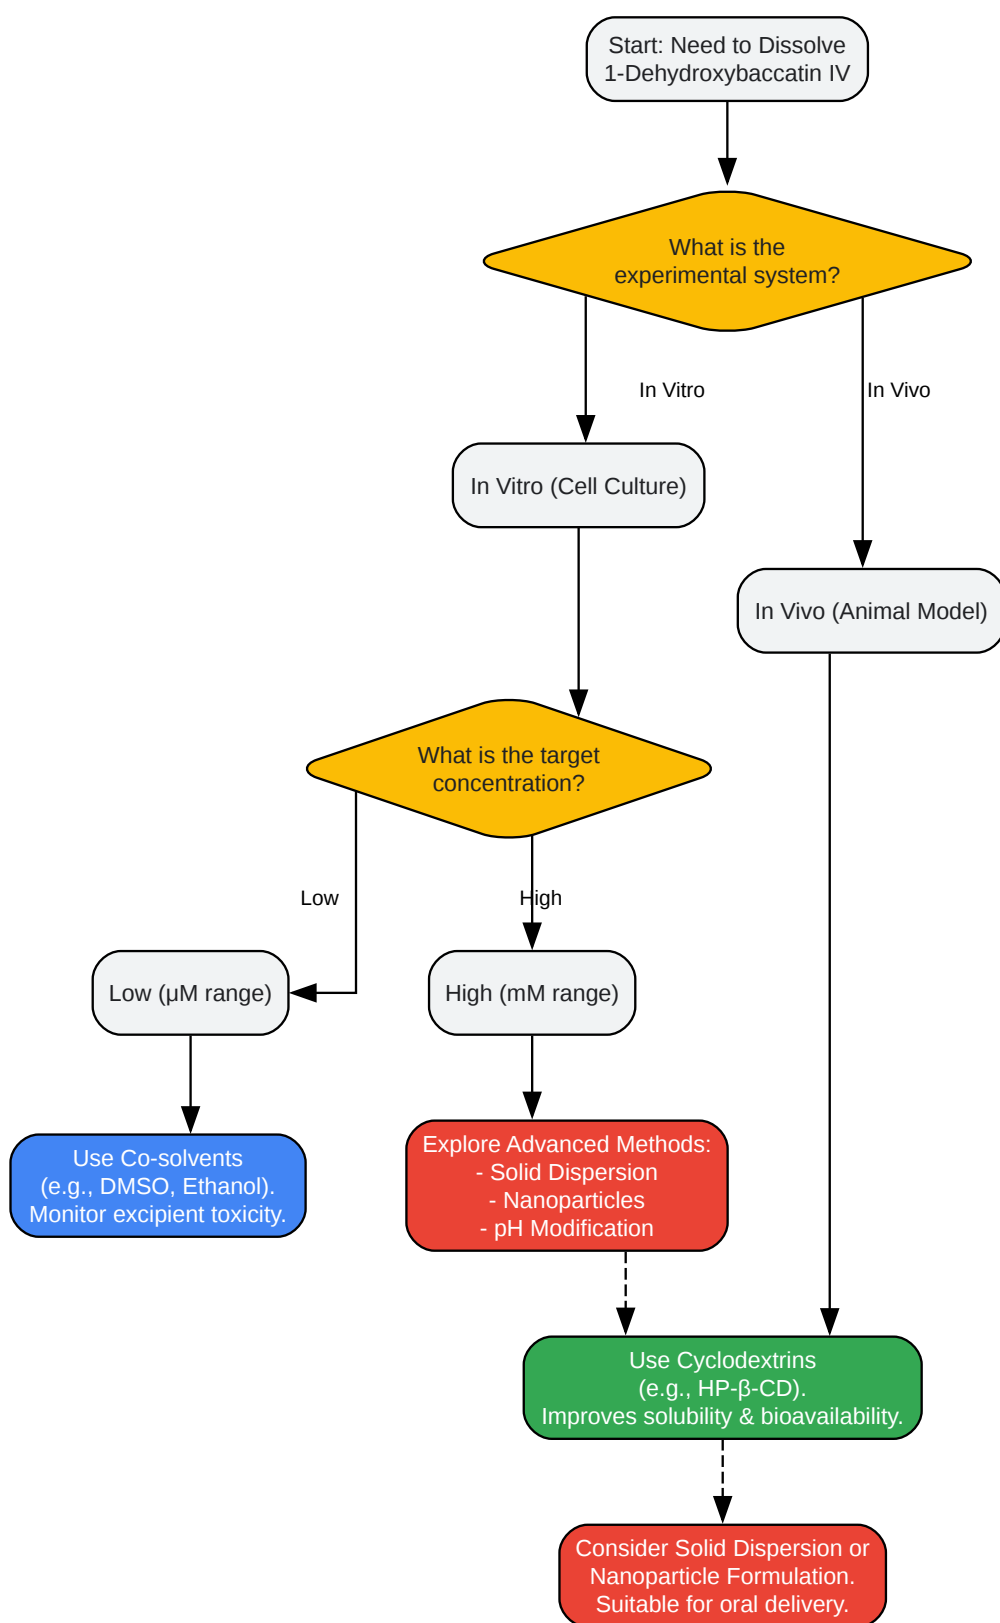 Start: Need to Dissolve
1-Dehydroxybaccatin IV
What is the
experimental system?
In Vitro
In Vivo
In Vitro (Cell Culture)
In Vivo (Animal Model)
What is the target
concentration?
Low
High
Low (μM range)
High (mM range)
Use Co-solvents
(e.g., DMSO, Ethanol).
Monitor excipient toxicity.
Explore Advanced Methods:
- Solid Dispersion
- Nanoparticles
- pH Modification
Use Cyclodextrins
(e.g., HP-β-CD).
Improves solubility & bioavailability.
Consider Solid Dispersion or
Nanoparticle Formulation.
Suitable for oral delivery.